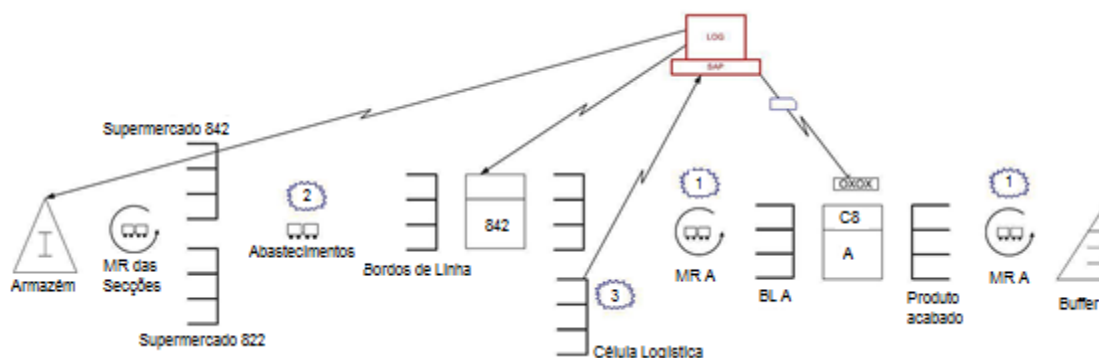 LOG
SAP
Supermercado 842
2
1
1
OXOX
842
C8
A
Abastecimentos
MR das
Secções
Armazém
Bordos de Linha
MR A
BL A
Produto
acabado
MR A
Buffer
3
Supermercado 822
Célula Logística